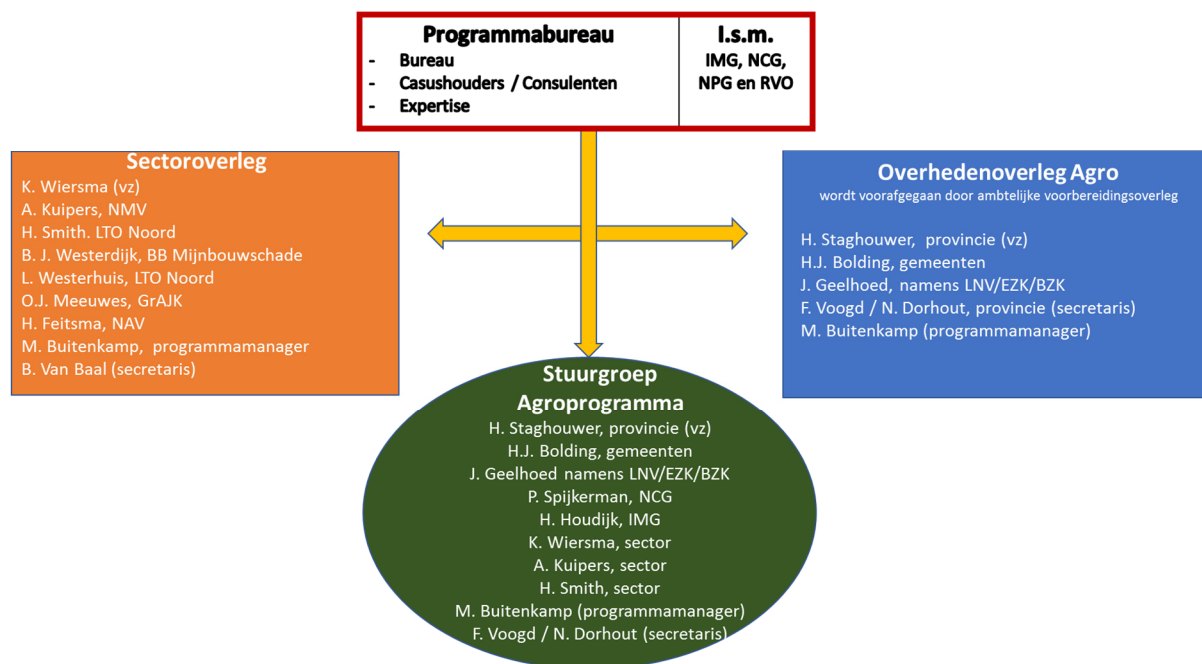 Programmabureau
- Bureau
- Casushouders / Consulenten
- Expertise
I.s.m.
IMG, NCG,
NPG en RVO
Sectoroverleg
K. Wiersma (vz)
A. Kuipers, NMV
H. Smith. LTO Noord
B. J. Westerdijk, BB Mijnbouwschade
L. Westerhuis, LTO Noord
O.J. Meeuwes, GrAJK
H. Feitsma, NAV
M. Buitenkamp, programmamanager
B. Van Baal (secretaris)
Overhedenoverleg Agro
wordt voorafgegaan door ambtelijke voorbereidingsoverleg
H. Staghouwer, provincie (vz)
H.J. Bolding, gemeenten
J. Geelhoed, namens LNV/EZK/BZK
F. Voogd / N. Dorhout, provincie (secretaris)
M. Buitenkamp (programmamanager)
Stuurgroep
Agroprogramma
H. Staghouwer, provincie (vz)
H.J. Bolding, gemeenten
J. Geelhoed namens LNV/EZK/BZK
P. Spijkerman, NCG
H. Houdijk, IMG
K. Wiersma, sector
A. Kuipers, sector
H. Smith, sector
M. Buitenkamp (programmamanager)
F. Voogd / N. Dorhout (secretaris)